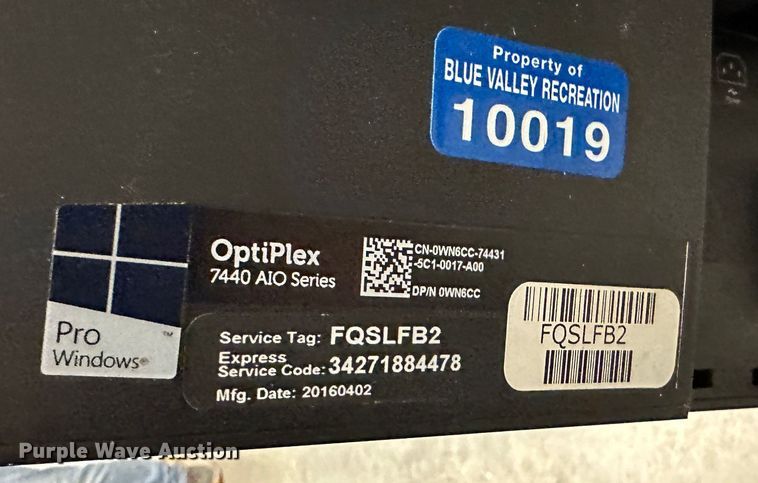 Property of
BLUE VALLEY RECREATION
10019
OptiPlex
7440 AIO Series
CN-0WN6CC-74431
-5C1-0017-A00
DP/N 0WN6CC
Pro
Windows®
™
Service Tag: FQSLFB2
Express
Service Code: 34271884478
Mfg. Date: 20160402
FQSLFB2
Purple Wave Auction